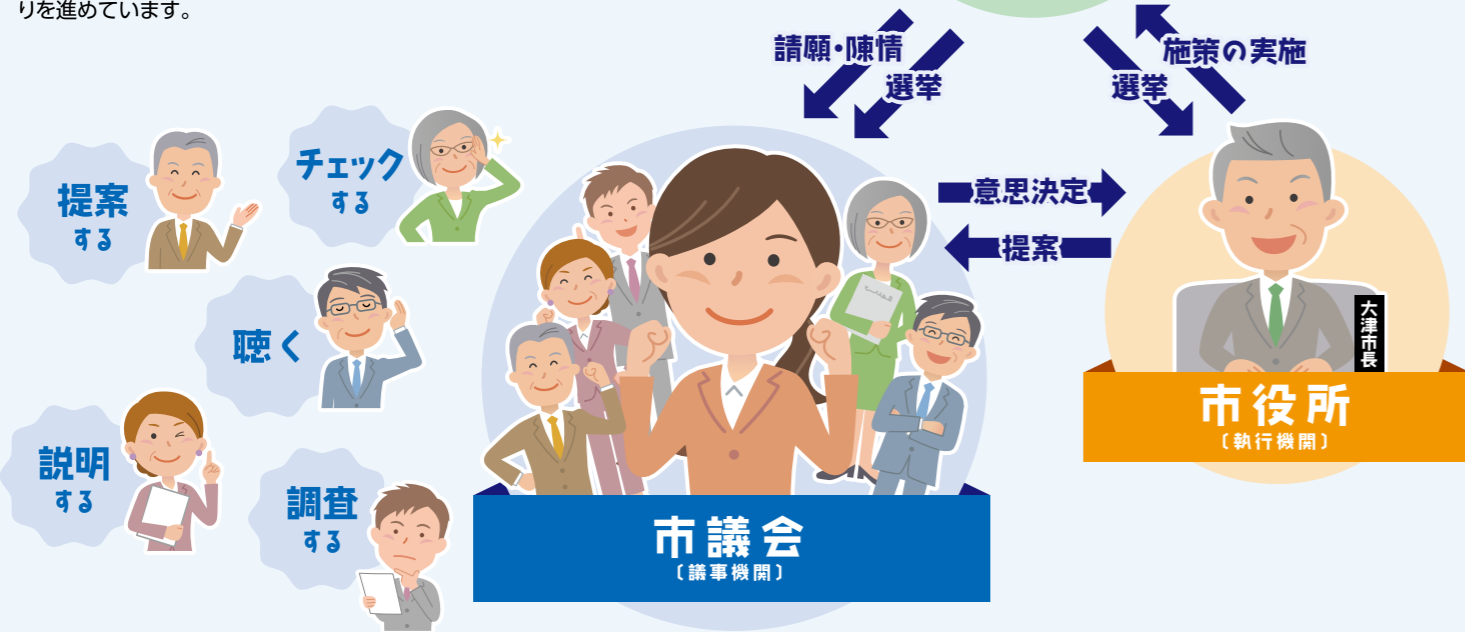 りを進めています。
請願・陳情
選挙
施策の実施
選挙
提案
する
チェック
する
聴く
説明
する
調査
する
意思決定
提案
大津市長
市役所
〔執行機関〕
市議会
〔議事機関〕